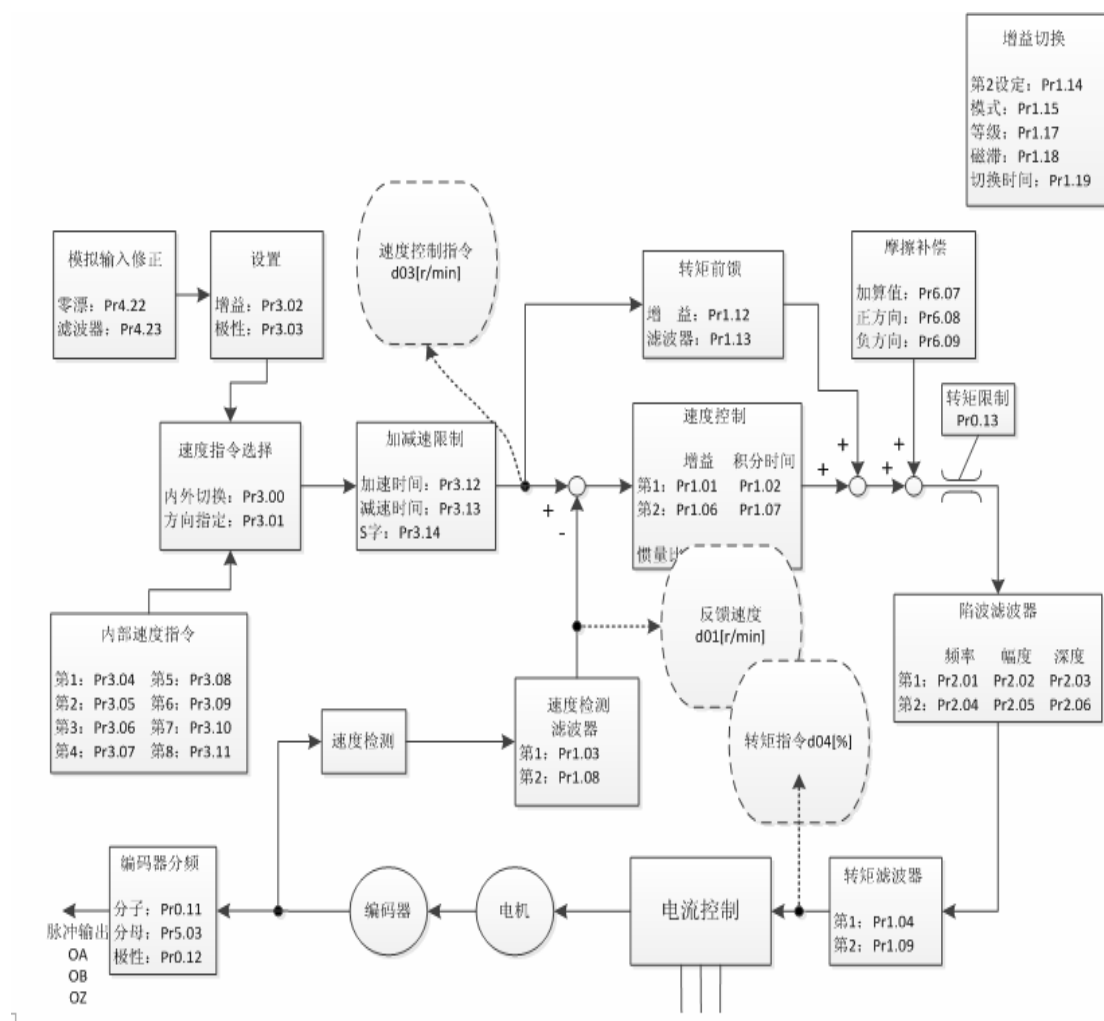 增益切换
第2设定：Pr1.14
模式：Pr1.15
等级：Pr1.17
磁滞：Pr1.18
切换时间：Pr1.19
速度控制指令
d03[r/min]
模拟输入修正
零漂：Pr4.22
滤波器：Pr4.23
设置
增益：Pr3.02
极性：Pr3.03
转矩前馈
增 益：Pr1.12
滤波器：Pr1.13
摩擦补偿
加算值：Pr6.07
正方向：Pr6.08
负方向：Pr6.09
转矩限制
Pr0.13
速度指令选择
内外切换：Pr3.00
方向指定：Pr3.01
加减速限制
加速时间：Pr3.12
减速时间：Pr3.13
S字：Pr3.14
+
-
速度控制
增益 积分时间
第1：Pr1.01 Pr1.02
第2：Pr1.06 Pr1.07
惯量
+
+
+
+
内部速度指令
第1：Pr3.04 第5：Pr3.08
第2：Pr3.05 第6：Pr3.09
第3：Pr3.06 第7：Pr3.10
第4：Pr3.07 第8：Pr3.11
反馈速度
d01[r/min]
陷波滤波器
频率 幅度 深度
第1：Pr2.01 Pr2.02 Pr2.03
第2：Pr2.04 Pr2.05 Pr2.06
速度检测
速度检测
滤波器
第1：Pr1.03
第2：Pr1.08
转矩指令d04[%]
编码器分频
分子：Pr0.11
分母：Pr5.03
极性：Pr0.12
脉冲输出
OA
OB
OZ
编码器
电机
电流控制
转矩滤波器
第1：Pr1.04
第2：Pr1.09